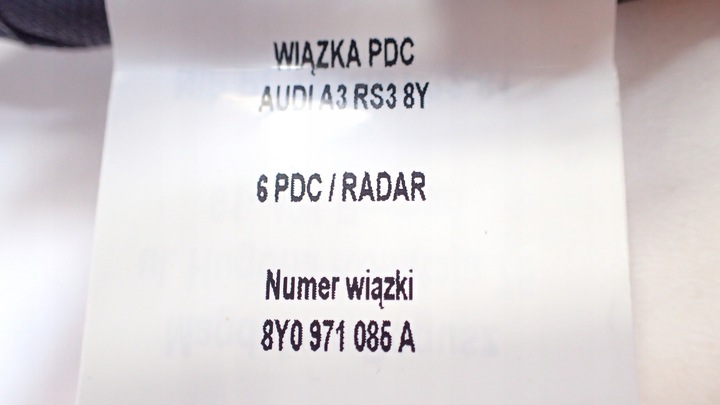 WIĄZKA PDC
AUDI A3 RS3 8Y
6 PDC / RADAR
Numer wiązki
8Y0 971 085 A